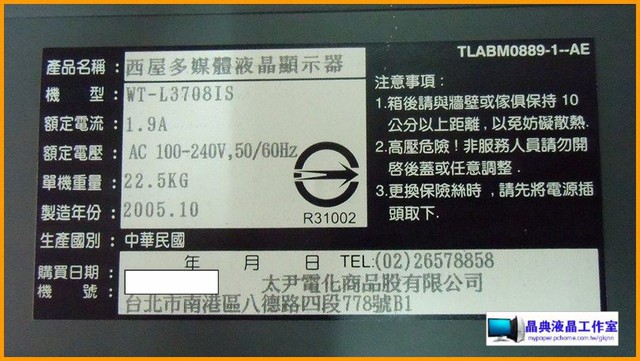 TLABM0889-1--AE
產品名稱：西屋多媒體液晶顯示器
機　型：WT-L3708IS
額定電流：1.9A
額定電壓：AC 100-240V,50/60Hz
單機重量：22.5KG
製造年份：2005.10
生產國別：中華民國
R31002
注意事項：
1.箱後請與牆壁或傢俱保持 10
公分以上距離，以免妨礙散熱.
2.高壓危險！非服務人員請勿開
啓後蓋或任意調整.
3.更換保險絲時，請先將電源插
頭取下.
購買日期：　年　月　日 TEL:(02)26578858
機　號：　太尹電化商品股有限公司
台北市南港區八德路四段778號B1
晶典液晶工作室
http://mypaper.pchome.com.tw/gtqnn